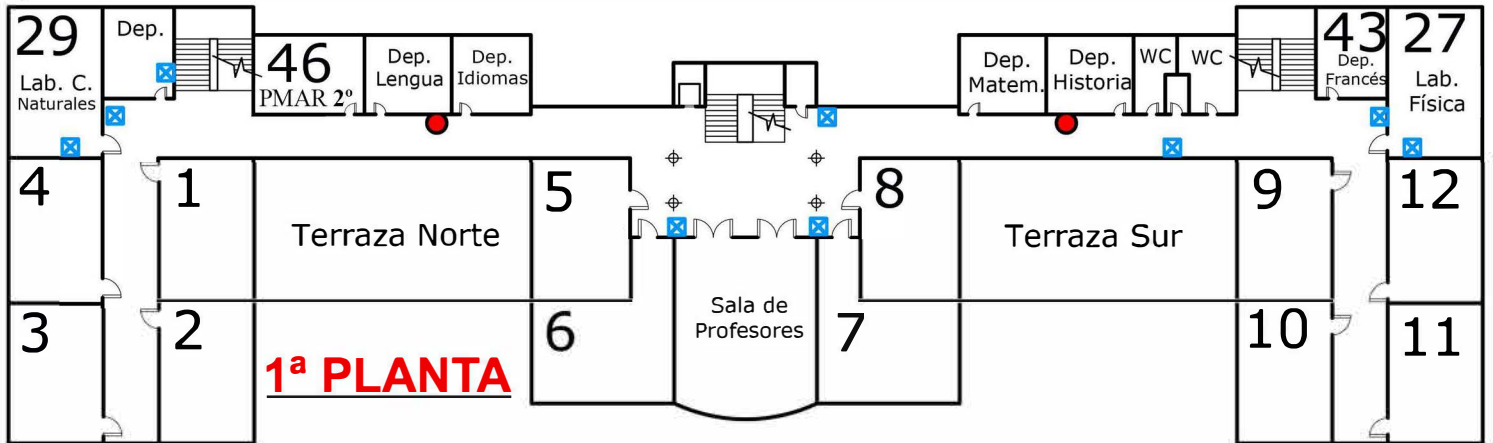 29
Lab. C.
Naturales
Dep.
46
PMAR 2º
Dep.
Lengua
Dep.
Idiomas
Dep.
Matem.
Dep.
Historia
WC
WC
43
Dep.
Francés
27
Lab.
Física
4
1
Terraza Norte
5
8
Terraza Sur
9
12
3
2
1ª PLANTA
6
Sala de
Profesores
7
10
11